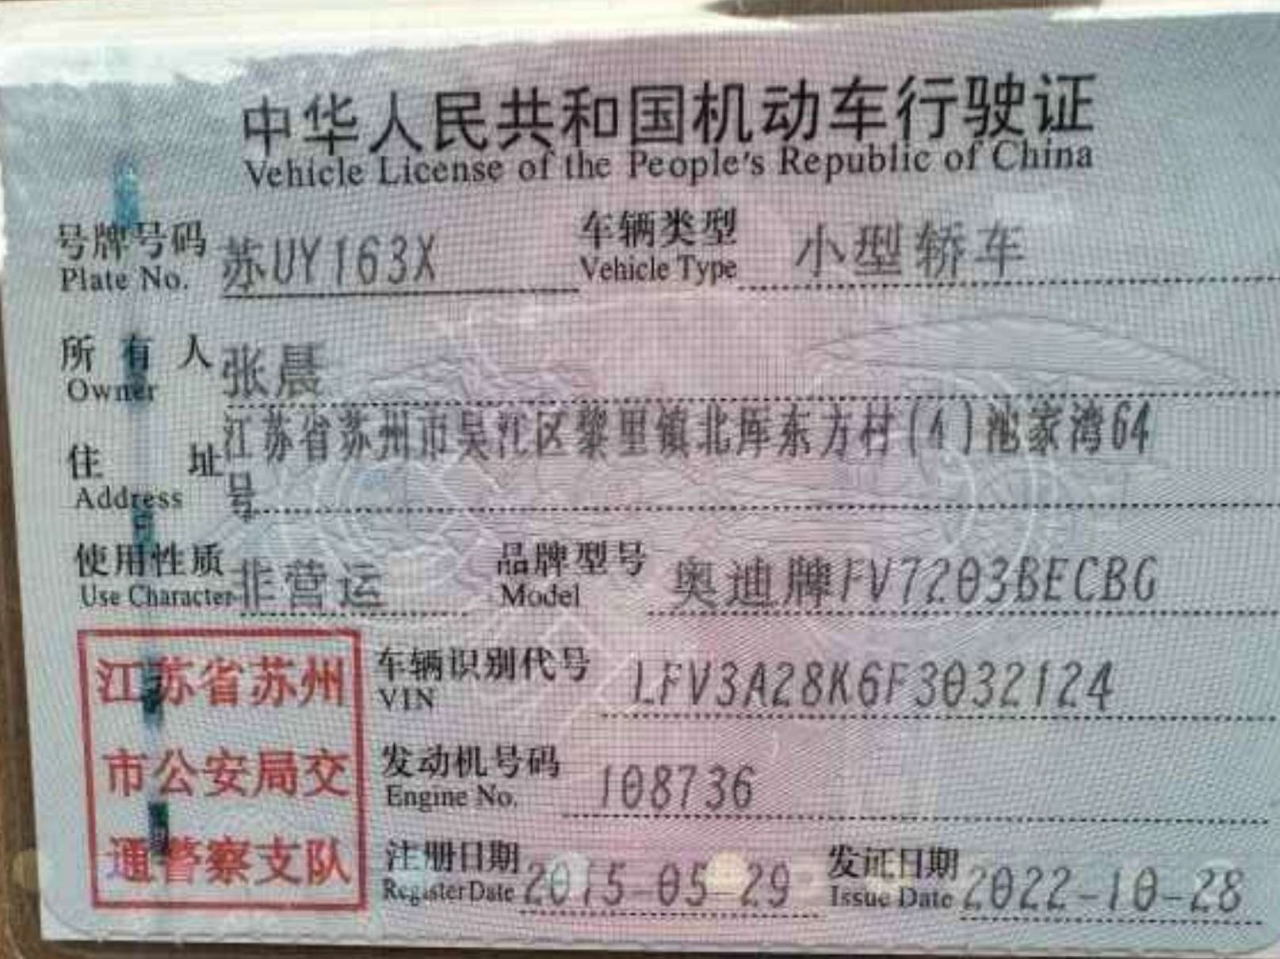 中华人民共和国机动车行驶证
Vehicle License of the People's Republic of China
号牌号码 苏UY163X 车辆类型 小型轿车
Plate No. Vehicle Type
所有人 张晨
Owner
住址 江苏省苏州市吴江区黎里镇北厍东方村(4)池家湾64
Address 号
使用性质 非营运 品牌型号 奥迪牌FV7203BECBG
Use Character Model
江苏省苏州
市公安局交
通警察支队
车辆识别代号 LFV3A28K6F3032124
VIN
发动机号码 108736
Engine No.
注册日期 2015-05-29 发证日期 2022-10-28
Register Date Issue Date